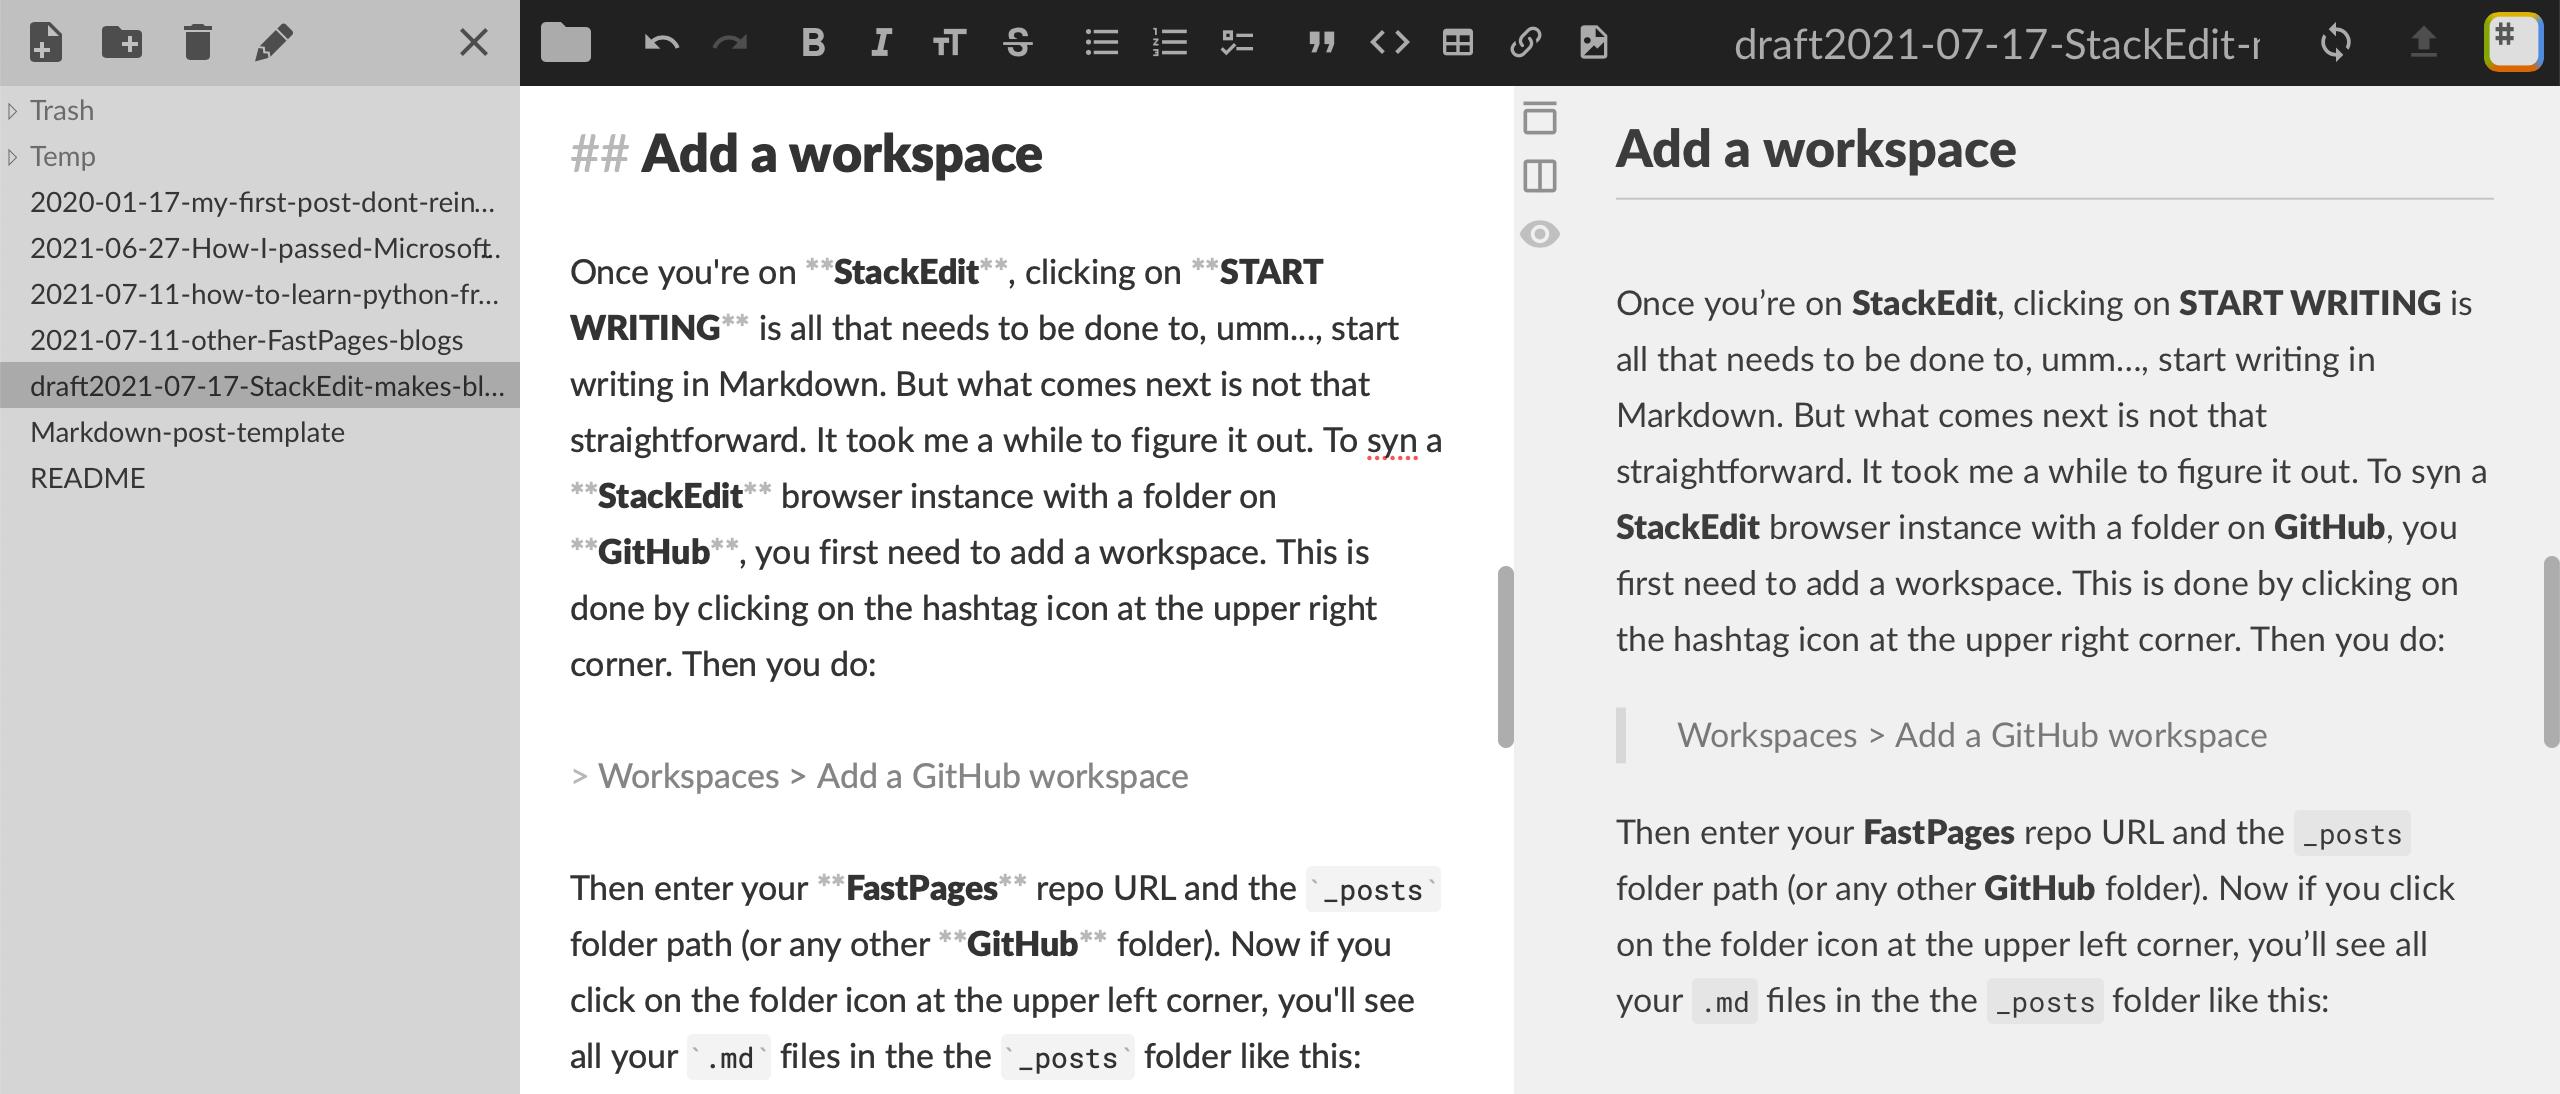 draft2021-07-17-StackEdit-r
Trash
Temp
2020-01-17-my-first-post-dont-rein...
2021-06-27-How-I-passed-Microsoft..
2021-07-11-how-to-learn-python-fr...
2021-07-11-other-FastPages-blogs
draft2021-07-17-StackEdit-makes-bl...
Markdown-post-template
README
## Add a workspace
Once you're on **StackEdit**, clicking on **START
WRITING** is all that needs to be done to, umm..., start
writing in Markdown. But what comes next is not that
straightforward. It took me a while to figure it out. To syn a
**StackEdit** browser instance with a folder on
**GitHub**, you first need to add a workspace. This is
done by clicking on the hashtag icon at the upper right
corner. Then you do:
> Workspaces > Add a GitHub workspace
Then enter your **FastPages** repo URL and the `_posts`
folder path (or any other **GitHub** folder). Now if you
click on the folder icon at the upper left corner, you'll see
all your `.md` files in the the `_posts` folder like this:
Add a workspace
Once you’re on StackEdit, clicking on START WRITING is
all that needs to be done to, umm…, start writing in
Markdown. But what comes next is not that
straightforward. It took me a while to figure it out. To syn a
StackEdit browser instance with a folder on GitHub, you
first need to add a workspace. This is done by clicking on
the hashtag icon at the upper right corner. Then you do:
Workspaces > Add a GitHub workspace
Then enter your FastPages repo URL and the _posts
folder path (or any other GitHub folder). Now if you click
on the folder icon at the upper left corner, you’ll see all
your .md files in the the _posts folder like this: